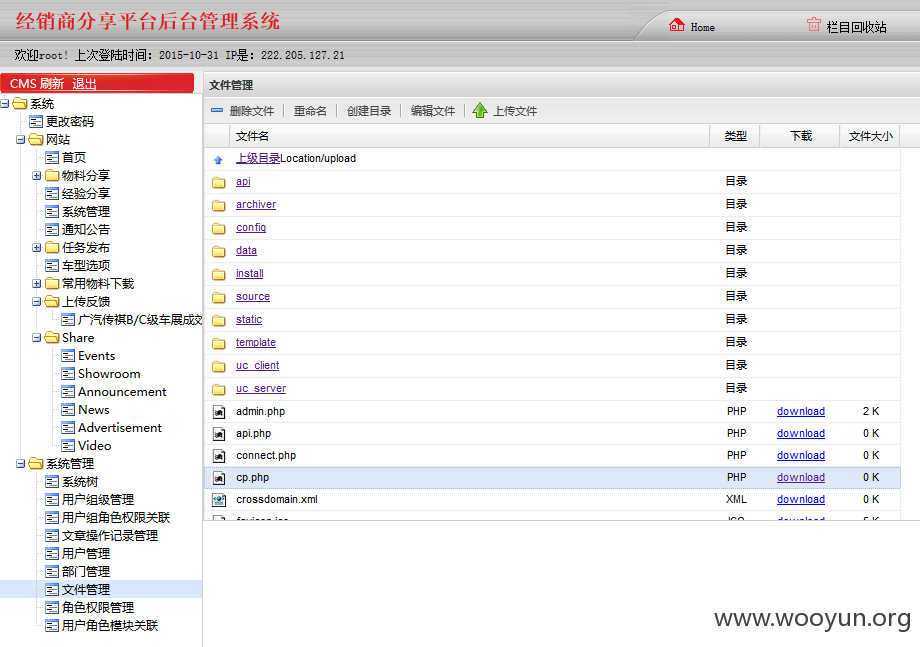 经销商分享平台后台管理系统
Home
栏目回收站
欢迎root! 上次登陆时间: 2015-10-31 IP是: 222.205.127.21
CMS 刷新 退出
系统
更改密码
网站
首页
物料分享
经验分享
系统管理
通知公告
任务发布
车型选项
常用物料下载
上传反馈
广汽传祺B/C级车展成效
Share
Events
Showroom
Announcement
News
Advertisement
Video
系统管理
系统树
用户组级管理
用户组角色权限关联
文章操作记录管理
用户管理
部门管理
文件管理
角色权限管理
用户角色模块关联
文件管理
删除文件 重命名 创建目录 编辑文件 上传文件
文件名 类型 下载 文件大小
上级目录Location/upload
api 目录
archiver 目录
config 目录
data 目录
install 目录
source 目录
static 目录
template 目录
uc_client 目录
uc_server 目录
admin.php PHP download 2 K
api.php PHP download 0 K
connect.php PHP download 0 K
cp.php PHP download 0 K
crossdomain.xml XML download 0 K
www.wooyun.org